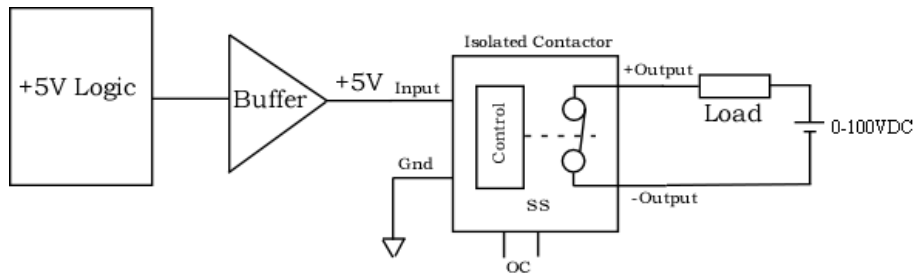 Isolated Contactor
+5V Logic
Buffer
+5V
Input
Gnd
Control
SS
OC
+Output
-Output
Load
0-100VDC